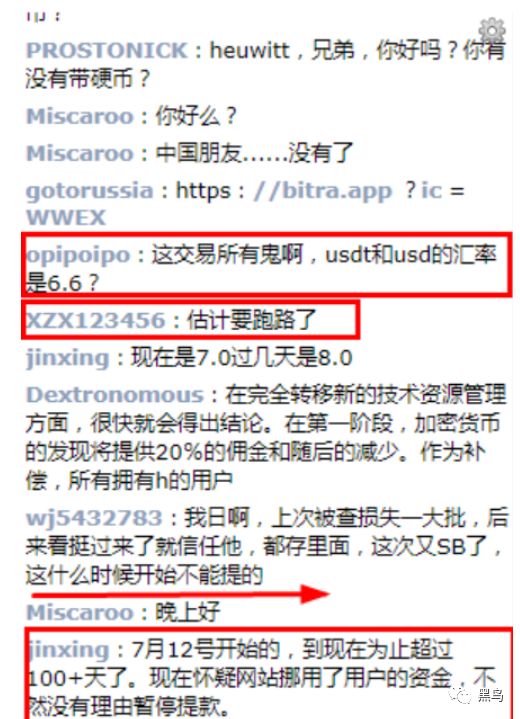 PROSTONICK：heuwitt，兄弟，你好吗？你有
没有带硬币？
Miscaroo：你好么？
Miscaroo：中国朋友......没有了
gotorussia：https：//bitra.app ？ic =
WWEX
opipoipo：这交易所有鬼啊，usdt和usd的汇率
是6.6？
XZX123456：估计要跑路了
jinxing：现在是7.0过几天是8.0
Dextronomous：在完全转移新的技术资源管理
方面，很快就会得出结论。在第一阶段，加密货币
的发现将提供20%的佣金和随后的减少。作为补
偿，所有拥有h的用户
wj5432783：我日啊，上次被查损失一大批，后
来看挺过来了就信任他，都存里面，这次又SB了，
这什么时候开始不能提的
Miscaroo：晚上好
jinxing：7月12号开始的，到现在为止超过
100+天了。现在怀疑网站挪用了用户的资金，不
然没有理由暂停提款。
黑鸟